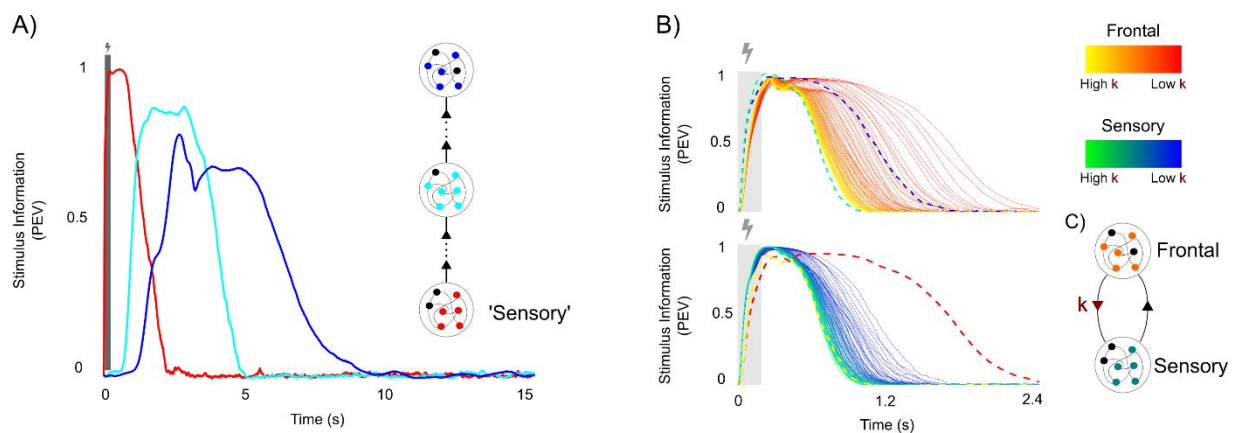 A)
1
0.5
0
Stimulus Information
(PEV)
0
5
10
15
Time (s)
'Sensory'
B)
1
0.5
0
Stimulus Information
(PEV)
1
0.5
0
Stimulus Information
(PEV)
0
1.2
2.4
Time (s)
Frontal
High k
Low k
Sensory
High k
Low k
C)
Frontal
k
Sensory